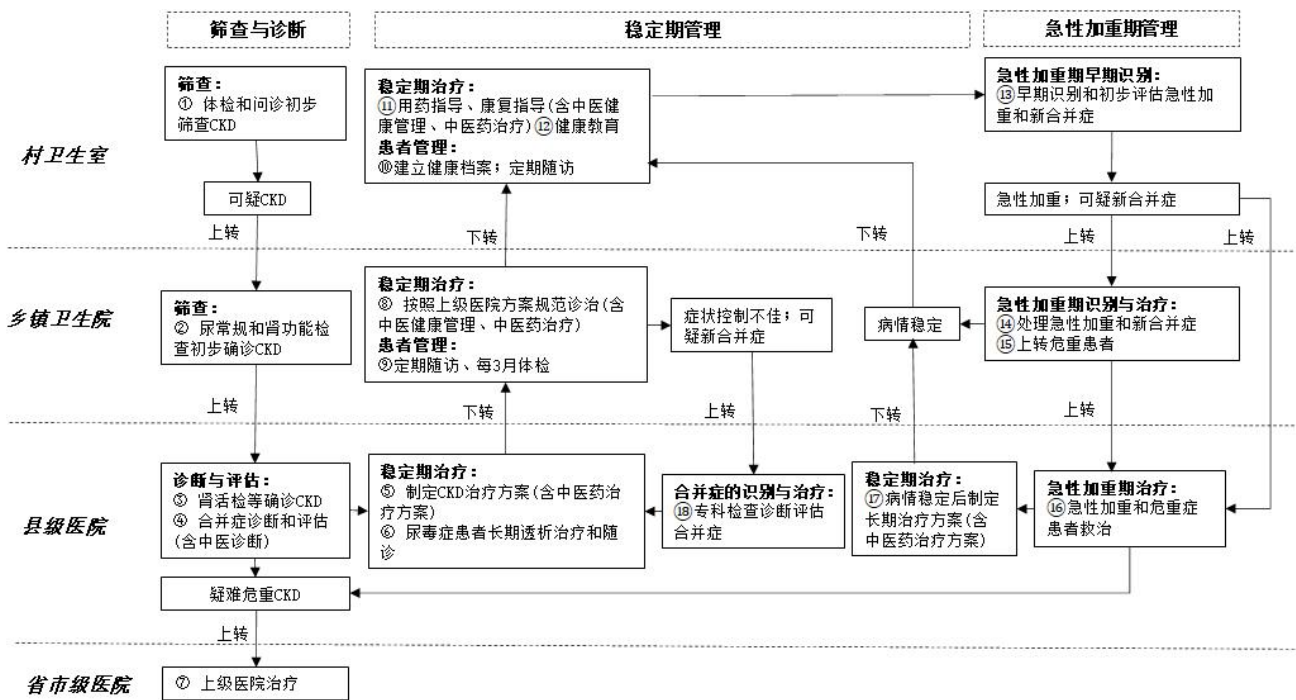 筛查与诊断
稳定期管理
急性加重期管理
村卫生室
筛查：
① 体检和问诊初步
筛查CKD
可疑CKD
上转
稳定期治疗：
⑪用药指导、康复指导(含中医健
康管理、中医药治疗)⑫健康教育
患者管理：
⑩建立健康档案；定期随访
下转
下转
急性加重期早期识别：
⑬早期识别和初步评估急性加
重和新合并症
急性加重；可疑新合并症
上转
上转
乡镇卫生院
筛查：
② 尿常规和肾功能检
查初步确诊CKD
上转
稳定期治疗：
⑧ 按照上级医院方案规范诊治(含
中医健康管理、中医药治疗)
患者管理：
⑨定期随访、每3月体检
下转
症状控制不佳；可
疑新合并症
上转
病情稳定
下转
急性加重期识别与治疗：
⑭处理急性加重和新合并症
⑮上转危重患者
上转
县级医院
诊断与评估：
③ 肾活检等确诊CKD
④ 合并症诊断和评估
(含中医诊断)
稳定期治疗：
⑤ 制定CKD治疗方案(含中医药治
疗方案)
⑥ 尿毒症患者长期透析治疗和随
诊
合并症的识别与治疗：
⑱专科检查诊断评估
合并症
稳定期治疗：
⑰病情稳定后制定
长期治疗方案(含
中医药治疗方案)
急性加重期治疗：
⑯急性加重和危重症
患者救治
疑难危重CKD
上转
省市级医院
⑦ 上级医院治疗